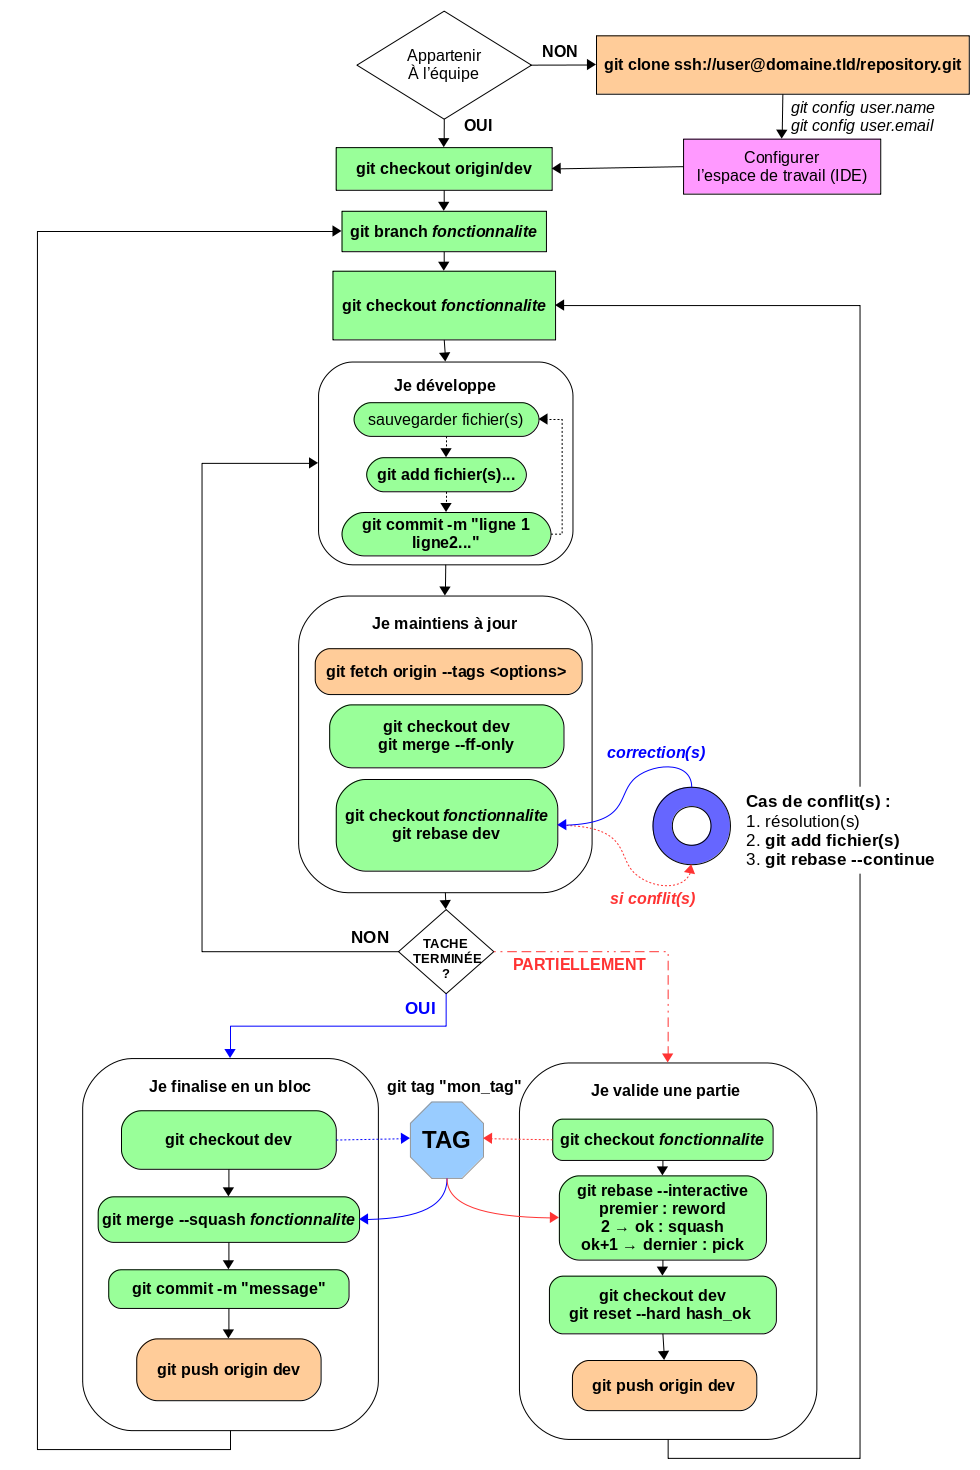 Appartenir
À l'équipe
NON
git clone ssh://user@domaine.tld/repository.git
OUI
git config user.name
git config user.email
Configurer
l'espace de travail (IDE)
git checkout origin/dev
git branch fonctionnalite
git checkout fonctionnalite
Je développe
sauvegarder fichier(s)
git add fichier(s)...
git commit -m "ligne 1
ligne2..."
Je maintiens à jour
git fetch origin --tags <options>
git checkout dev
git merge --ff-only
git checkout fonctionnalite
git rebase dev
correction(s)
si conflit(s)
Cas de conflit(s) :
1. résolution(s)
2. git add fichier(s)
3. git rebase --continue
TACHE
TERMINÉE
?
NON
PARTIELLEMENT
OUI
Je finalise en un bloc
git checkout dev
git merge --squash fonctionnalite
git commit -m "message"
git push origin dev
git tag "mon_tag"
TAG
Je valide une partie
git checkout fonctionnalite
git rebase --interactive
premier : reword
2 → ok : squash
ok+1 → dernier : pick
git checkout dev
git reset --hard hash_ok
git push origin dev